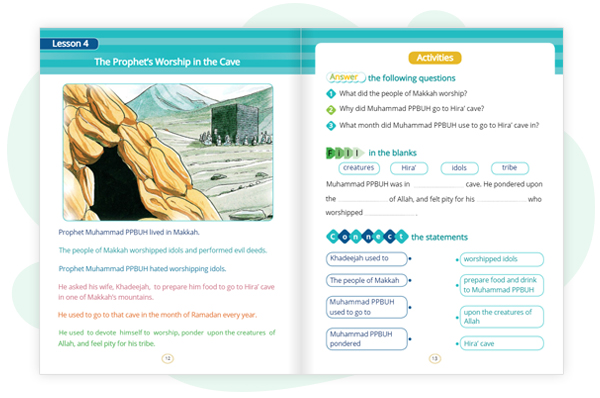 Lesson 4
The Prophet's Worship in the Cave
Prophet Muhammad PPBUH lived in Makkah.
The people of Makkah worshipped idols and performed evil deeds.
Prophet Muhammad PPBUH hated worshipping idols.
He asked his wife, Khadeejah, to prepare him food to go to Hira' cave
in one of Makkah's mountains.
He used to go to that cave in the month of Ramadan every year.
He used to devote himself to worship, ponder upon the creatures of
Allah, and feel pity for his tribe.
12
Activities
Answer the following questions
1 What did the people of Makkah worship?
2 Why did Muhammad PPBUH go to Hira' cave?
3 What month did Muhammad PPBUH use to go to Hira' cave in?
Fill in the blanks
creatures Hira' idols tribe
Muhammad PPBUH was in ____________ cave. He pondered upon
the ____________ of Allah, and felt pity for his ____________ who
worshipped ____________.
Connect the statements
Khadeejah used to
The people of Makkah
Muhammad PPBUH
used to go to
Muhammad PPBUH
pondered
worshipped idols
prepare food and drink
to Muhammad PPBUH
upon the creatures of
Allah
Hira' cave
13